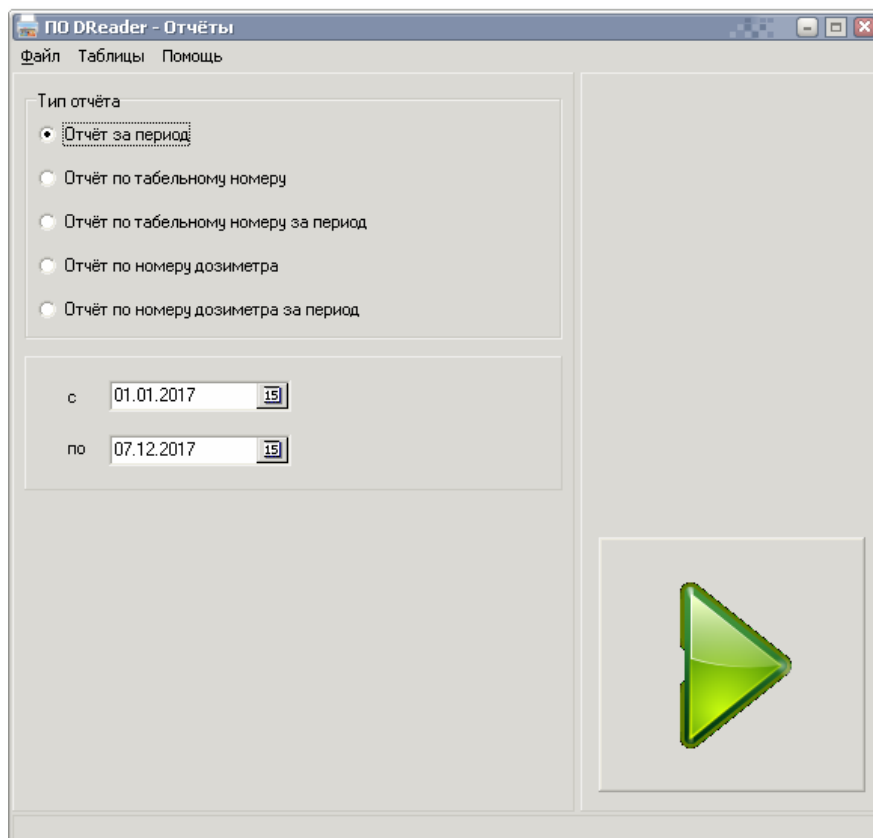 ПО DReader - Отчёты
Файл Таблицы Помощь
Тип отчёта
Отчёт за период
Отчёт по табельному номеру
Отчёт по табельному номеру за период
Отчёт по номеру дозиметра
Отчёт по номеру дозиметра за период
с 01.01.2017 15
по 07.12.2017 15